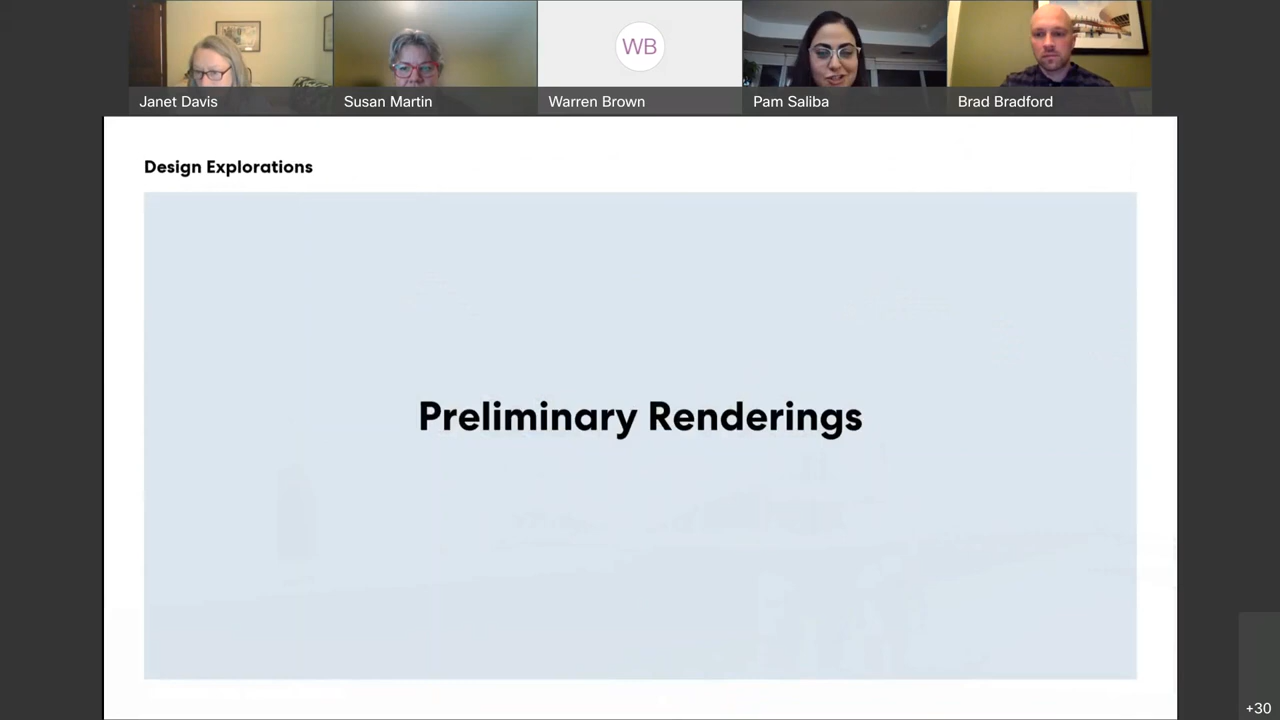 WB
Janet Davis
Susan Martin
Warren Brown
Pam Saliba
Brad Bradford
Design Explorations
Preliminary Renderings
+30